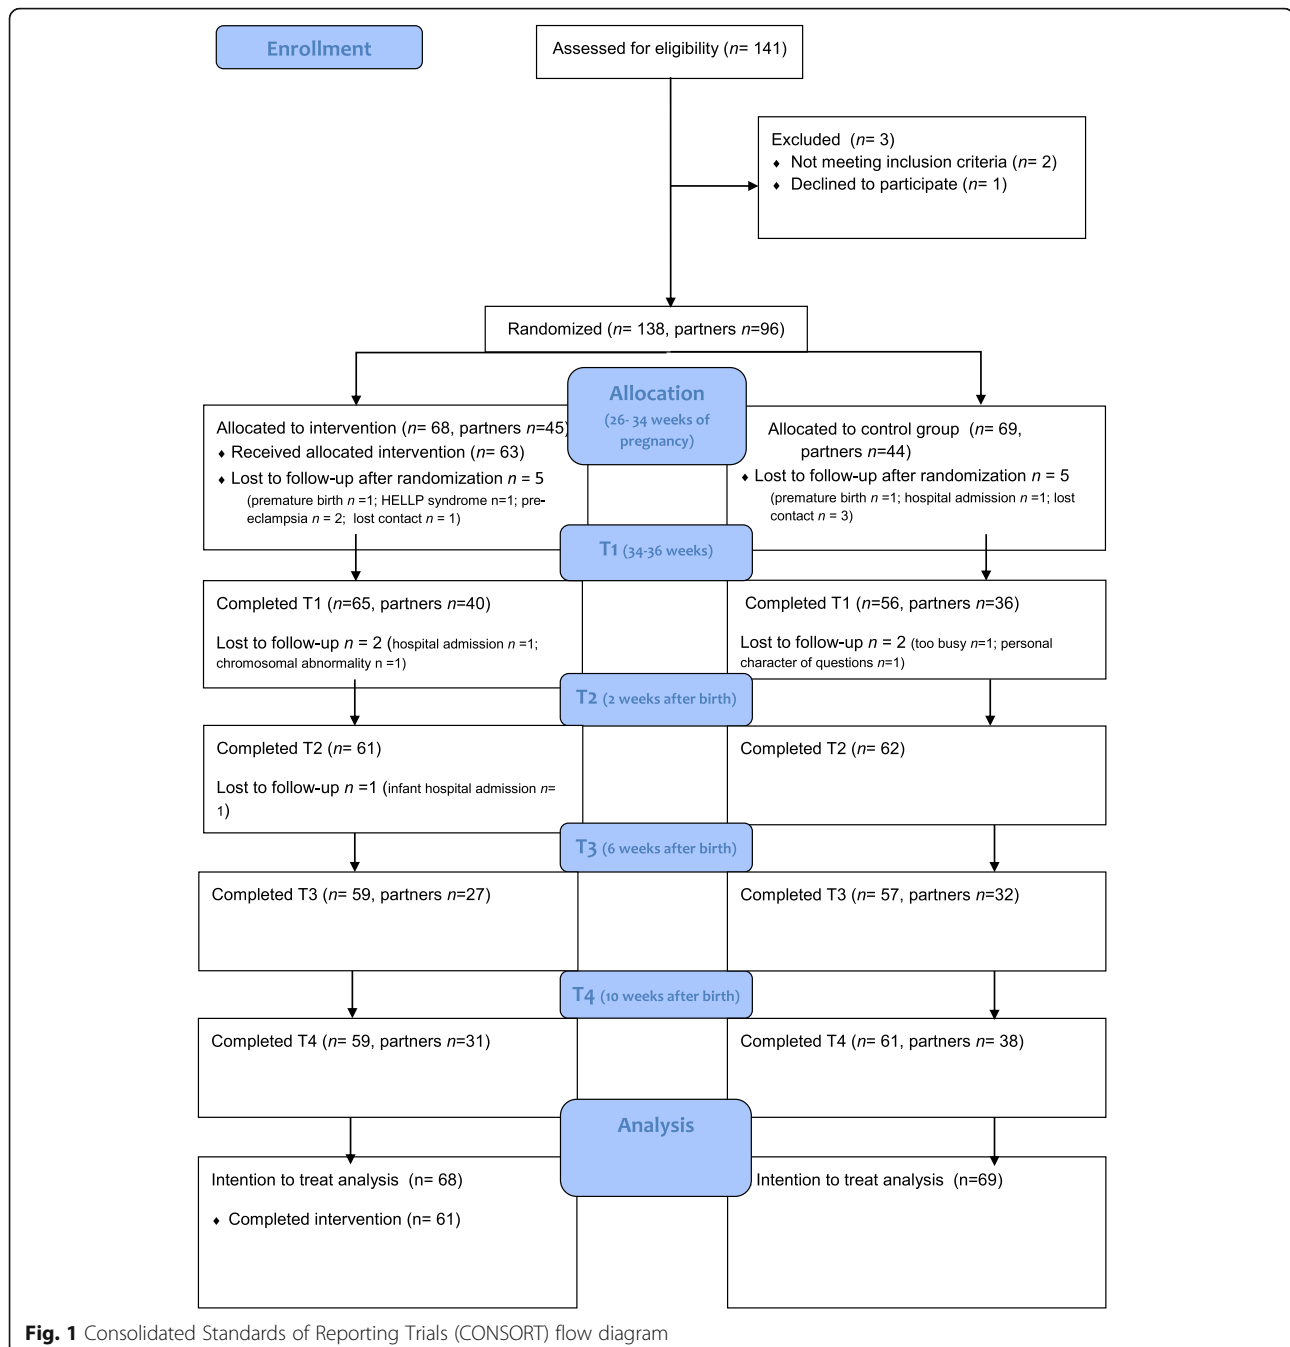 Enrollment
Assessed for eligibility (n= 141)
Excluded (n= 3)
♦ Not meeting inclusion criteria (n= 2)
♦ Declined to participate (n= 1)
Randomized (n= 138, partners n=96)
Allocation
(26- 34 weeks of
pregnancy)
Allocated to intervention (n= 68, partners n=45)
♦ Received allocated intervention (n= 63)
♦ Lost to follow-up after randomization n = 5
(premature birth n =1; HELLP syndrome n=1; pre-
eclampsia n = 2; lost contact n = 1)
Allocated to control group (n= 69,
partners n=44)
♦ Lost to follow-up after randomization n = 5
(premature birth n =1; hospital admission n =1; lost
contact n = 3)
T1 (34-36 weeks)
Completed T1 (n=65, partners n=40)
Lost to follow-up n = 2 (hospital admission n =1;
chromosomal abnormality n =1)
Completed T1 (n=56, partners n=36)
Lost to follow-up n = 2 (too busy n=1; personal
character of questions n=1)
T2 (2 weeks after birth)
Completed T2 (n= 61)
Lost to follow-up n =1 (infant hospital admission n=
1)
Completed T2 (n= 62)
T3 (6 weeks after birth)
Completed T3 (n= 59, partners n=27)
Completed T3 (n= 57, partners n=32)
T4 (10 weeks after birth)
Completed T4 (n= 59, partners n=31)
Completed T4 (n= 61, partners n= 38)
Analysis
Intention to treat analysis (n= 68)
♦ Completed intervention (n= 61)
Intention to treat analysis (n=69)
Fig. 1 Consolidated Standards of Reporting Trials (CONSORT) flow diagram